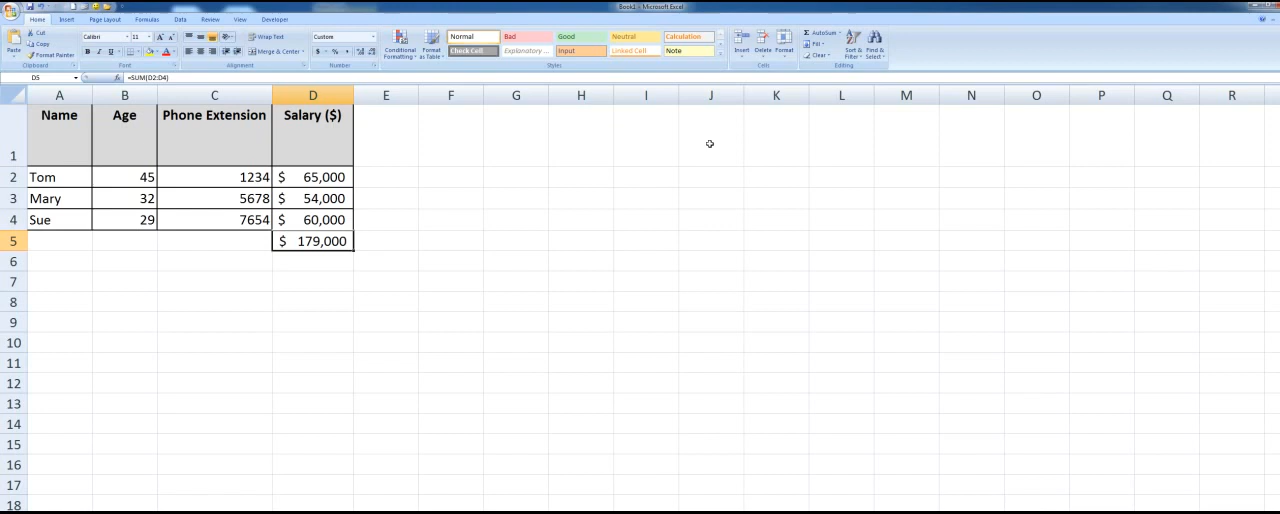 Book1 - Microsoft Excel
Home Insert Page Layout Formulas Data Review View Developer
Cut
Copy
Format Painter
Paste
Clipboard
Calibri 11
B I U
Font
Wrap Text
Merge & Center
Alignment
Custom
$ % ,
Number
Conditional Formatting
Format as Table
Normal Bad Good Neutral Calculation
Check Cell Explanatory ... Input Linked Cell Note
Styles
Insert Delete Format
Cells
Σ AutoSum
Fill
Clear
Sort & Filter
Find & Select
Editing
D5 fx =SUM(D2:D4)
A B C D E F G H I J K L M N O P Q R
Name Age Phone Extension Salary ($)
1
2 Tom 45 1234 $ 65,000
3 Mary 32 5678 $ 54,000
4 Sue 29 7654 $ 60,000
5 $ 179,000
6
7
8
9
10
11
12
13
14
15
16
17
18